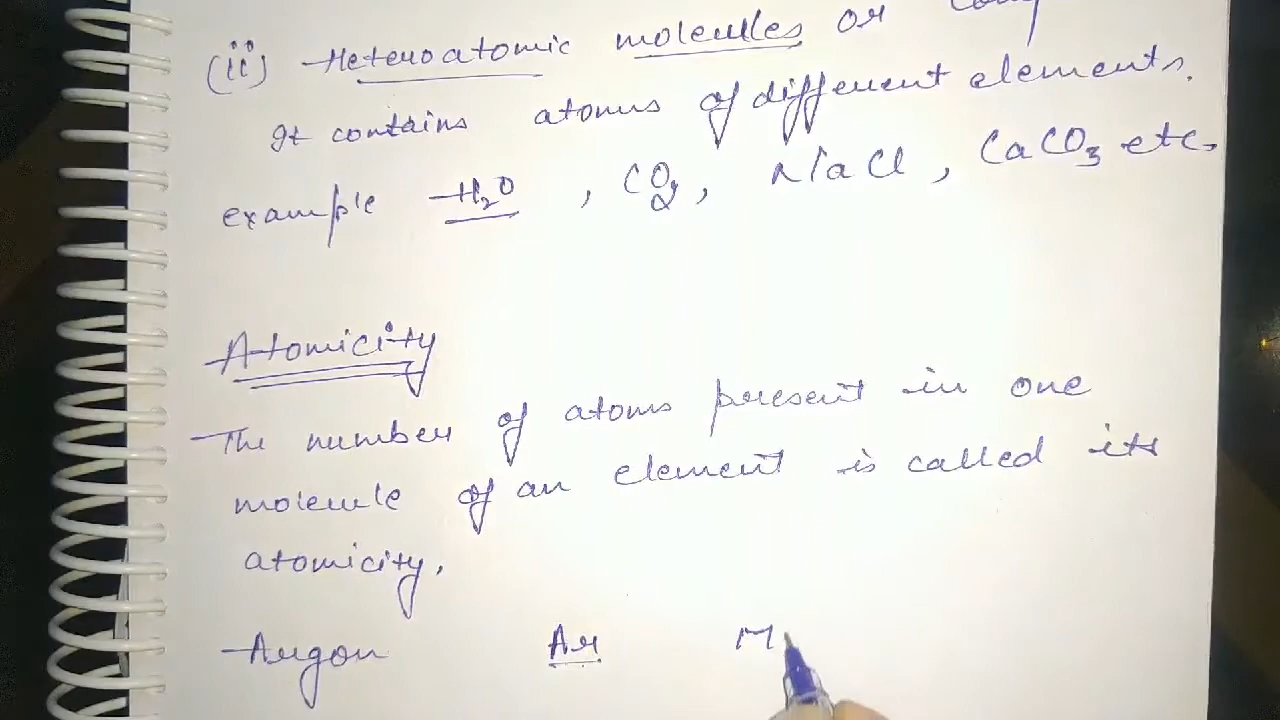 (ii) Heteroatomic molecules or
It contains atoms of different elements.
example H₂O , CO₂, NaCl , CaCO₃ etc.
Atomicity
The number of atoms present in one
molecule of an element is called its
atomicity.
Argon Ar M